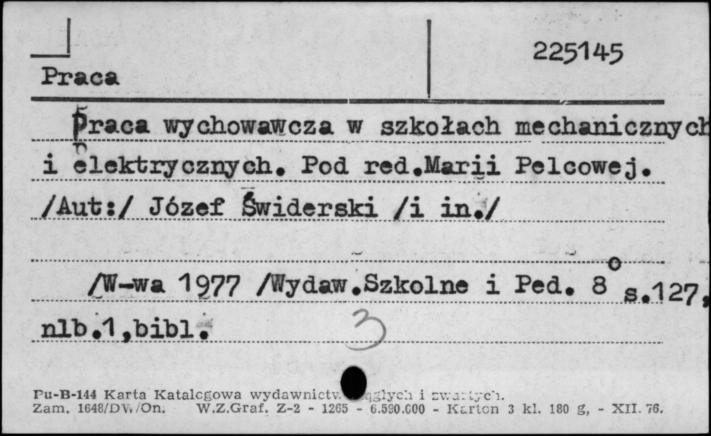 225145
Praca
Praca wychowawcza w szkołach mechanicznych
i elektrycznych. Pod red.Marii Pelcowej.
/Aut:/ Józef Świderski /i in./
/W-wa 1977 /Wydaw.Szkolne i Ped. 8° s.127,
nlb.1,bibl.
3
Pu-B-144 Karta Katalogowa wydawnictw ciągłych i zwartych.
Zam. 1648/DW./On. W.Z.Graf. Z-2 - 1265 - 6.590.000 - Karton 3 kl. 180 g, - XII. 76.